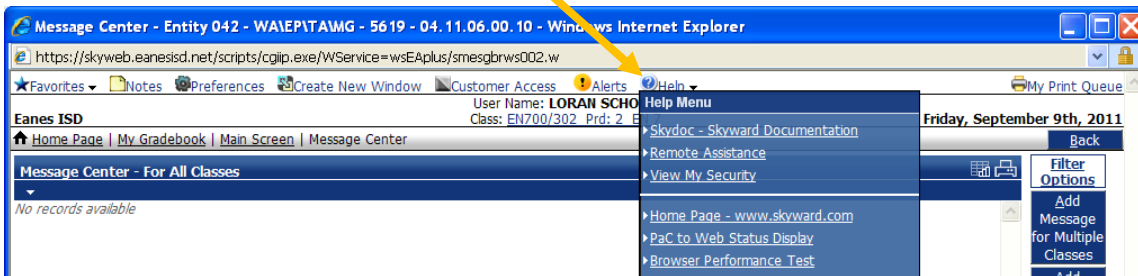 Message Center - Entity 042 - WA\EP\TA\MG - 5619 - 04.11.06.00.10 - Windows Internet Explorer
https://skyweb.eanesisd.net/scripts/cgiip.exe/WService=wsEAplus/smesgbrws002.w
Favorites Notes Preferences Create New Window Customer Access Alerts Help My Print Queue
User Name: LORAN SCHO
Eanes ISD Class: EN700/302 Prd: 2 Friday, September 9th, 2011
Home Page | My Gradebook | Main Screen | Message Center Back
Help Menu
Skydoc - Skyward Documentation
Remote Assistance
View My Security
Home Page - www.skyward.com
PaC to Web Status Display
Browser Performance Test
Message Center - For All Classes
No records available
Filter
Options
Add
Message
for Multiple
Classes
Add